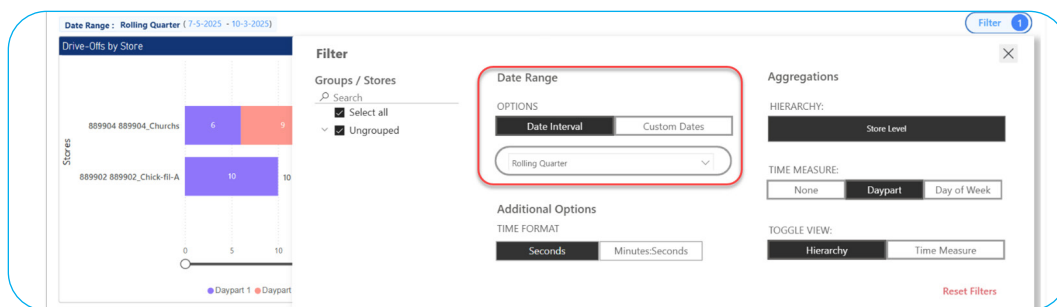 Date Range : Rolling Quarter ( 7-5-2025 - 10-3-2025)
Filter 1
Drive-Offs by Store
Stores
889904 889904_Churchs
6
9
889902 889902_Chick-fil-A
10
10
0 5 10
Daypart 1 Daypart
Filter
Groups / Stores
Search
Select all
Ungrouped
Date Range
OPTIONS
Date Interval Custom Dates
Rolling Quarter
Additional Options
TIME FORMAT
Seconds Minutes:Seconds
Aggregations
HIERARCHY:
Store Level
TIME MEASURE:
None Daypart Day of Week
TOGGLE VIEW:
Hierarchy Time Measure
Reset Filters